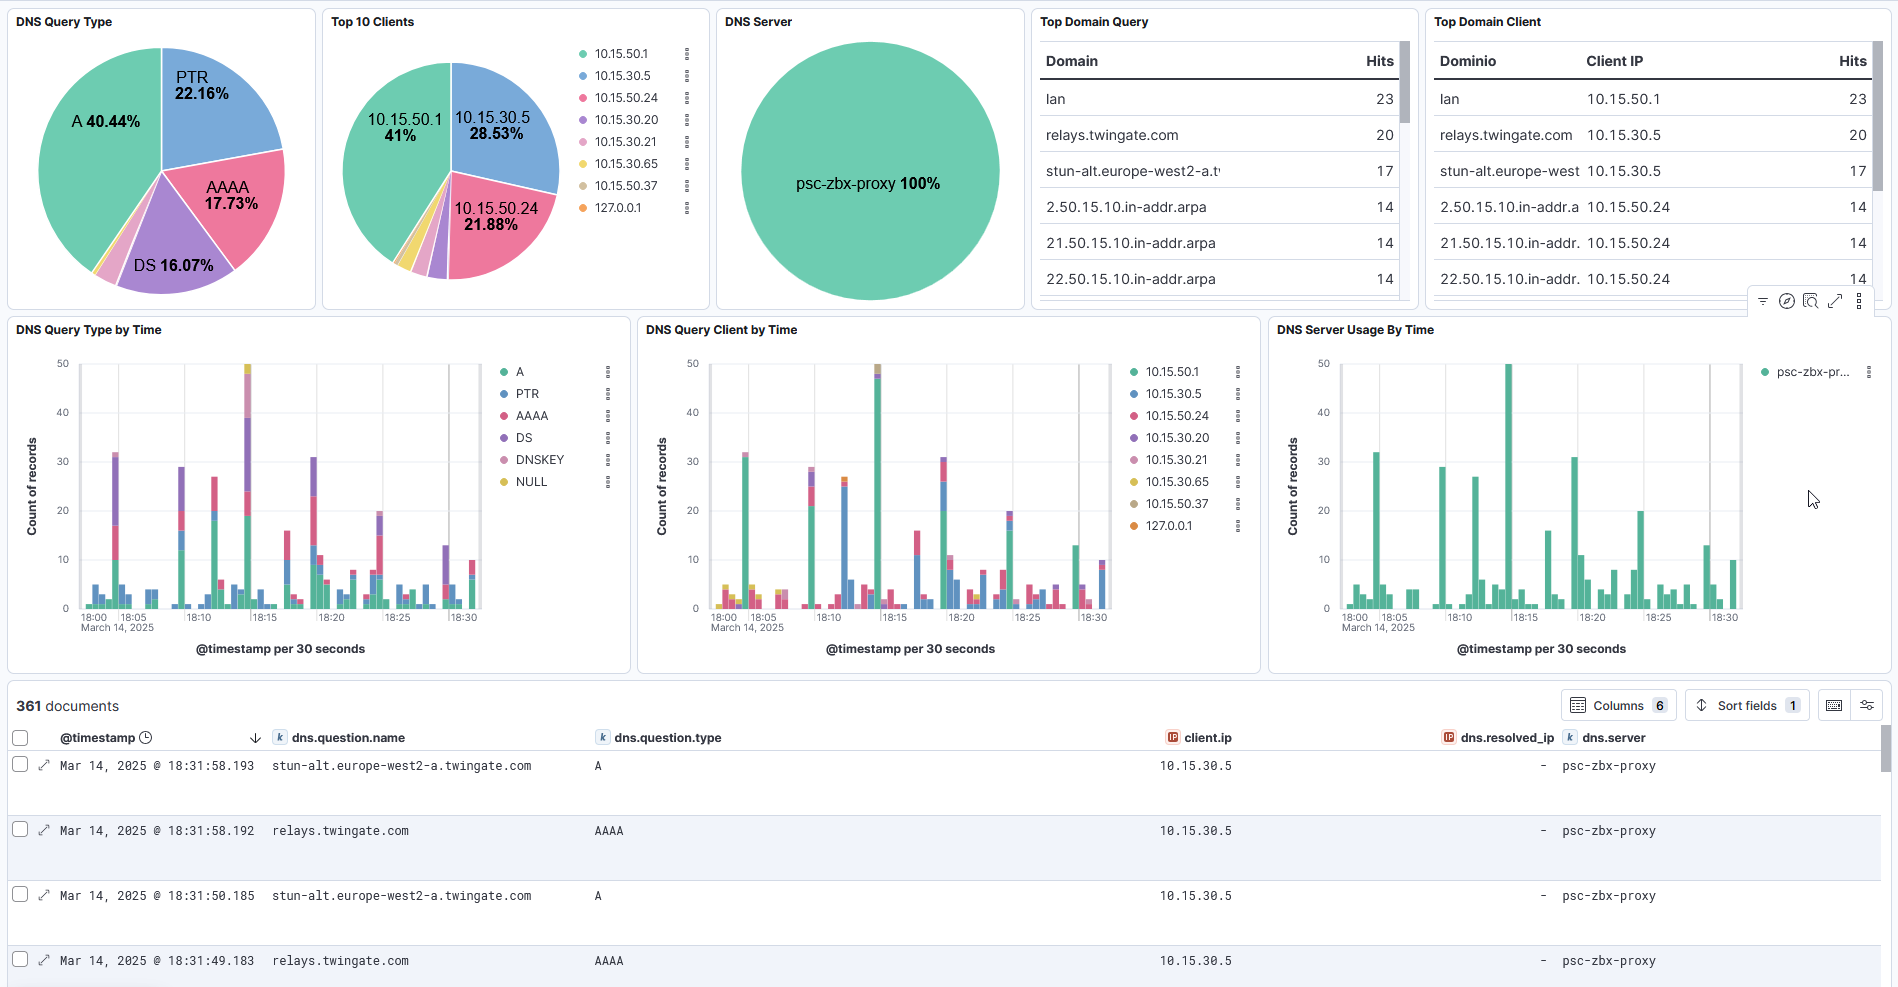 DNS Query Type
A 40.44%
PTR
22.16%
AAAA
17.73%
DS 16.07%
Top 10 Clients
10.15.50.1
41%
10.15.30.5
28.53%
10.15.50.24
21.88%
10.15.50.1
10.15.30.5
10.15.50.24
10.15.30.20
10.15.30.21
10.15.30.65
10.15.50.37
127.0.0.1
DNS Server
psc-zbx-proxy 100%
Top Domain Query
Domain Hits
lan 23
relays.twingate.com 20
stun-alt.europe-west2-a.t 17
2.50.15.10.in-addr.arpa 14
21.50.15.10.in-addr.arpa 14
22.50.15.10.in-addr.arpa 14
Top Domain Client
Dominio Client IP Hits
lan 10.15.50.1 23
relays.twingate.com 10.15.30.5 20
stun-alt.europe-west 10.15.30.5 17
2.50.15.10.in-addr.a 10.15.50.24 14
21.50.15.10.in-addr. 10.15.50.24 14
22.50.15.10.in-addr. 10.15.50.24 14
DNS Query Type by Time
Count of records
50
40
30
20
10
0
18:00 18:05 18:10 18:15 18:20 18:25 18:30
March 14, 2025
@timestamp per 30 seconds
A
PTR
AAAA
DS
DNSKEY
NULL
DNS Query Client by Time
Count of records
50
40
30
20
10
0
18:00 18:05 18:10 18:15 18:20 18:25 18:30
March 14, 2025
@timestamp per 30 seconds
10.15.50.1
10.15.30.5
10.15.50.24
10.15.30.20
10.15.30.21
10.15.30.65
10.15.50.37
127.0.0.1
DNS Server Usage By Time
Count of records
50
40
30
20
10
0
18:00 18:05 18:10 18:15 18:20 18:25 18:30
March 14, 2025
@timestamp per 30 seconds
psc-zbx-pr...
361 documents
Columns 6 Sort fields 1
@timestamp k dns.question.name k dns.question.type IP client.ip IP dns.resolved_ip k dns.server
Mar 14, 2025 @ 18:31:58.193 stun-alt.europe-west2-a.twingate.com A 10.15.30.5 - psc-zbx-proxy
Mar 14, 2025 @ 18:31:58.192 relays.twingate.com AAAA 10.15.30.5 - psc-zbx-proxy
Mar 14, 2025 @ 18:31:50.185 stun-alt.europe-west2-a.twingate.com A 10.15.30.5 - psc-zbx-proxy
Mar 14, 2025 @ 18:31:49.183 relays.twingate.com AAAA 10.15.30.5 - psc-zbx-proxy